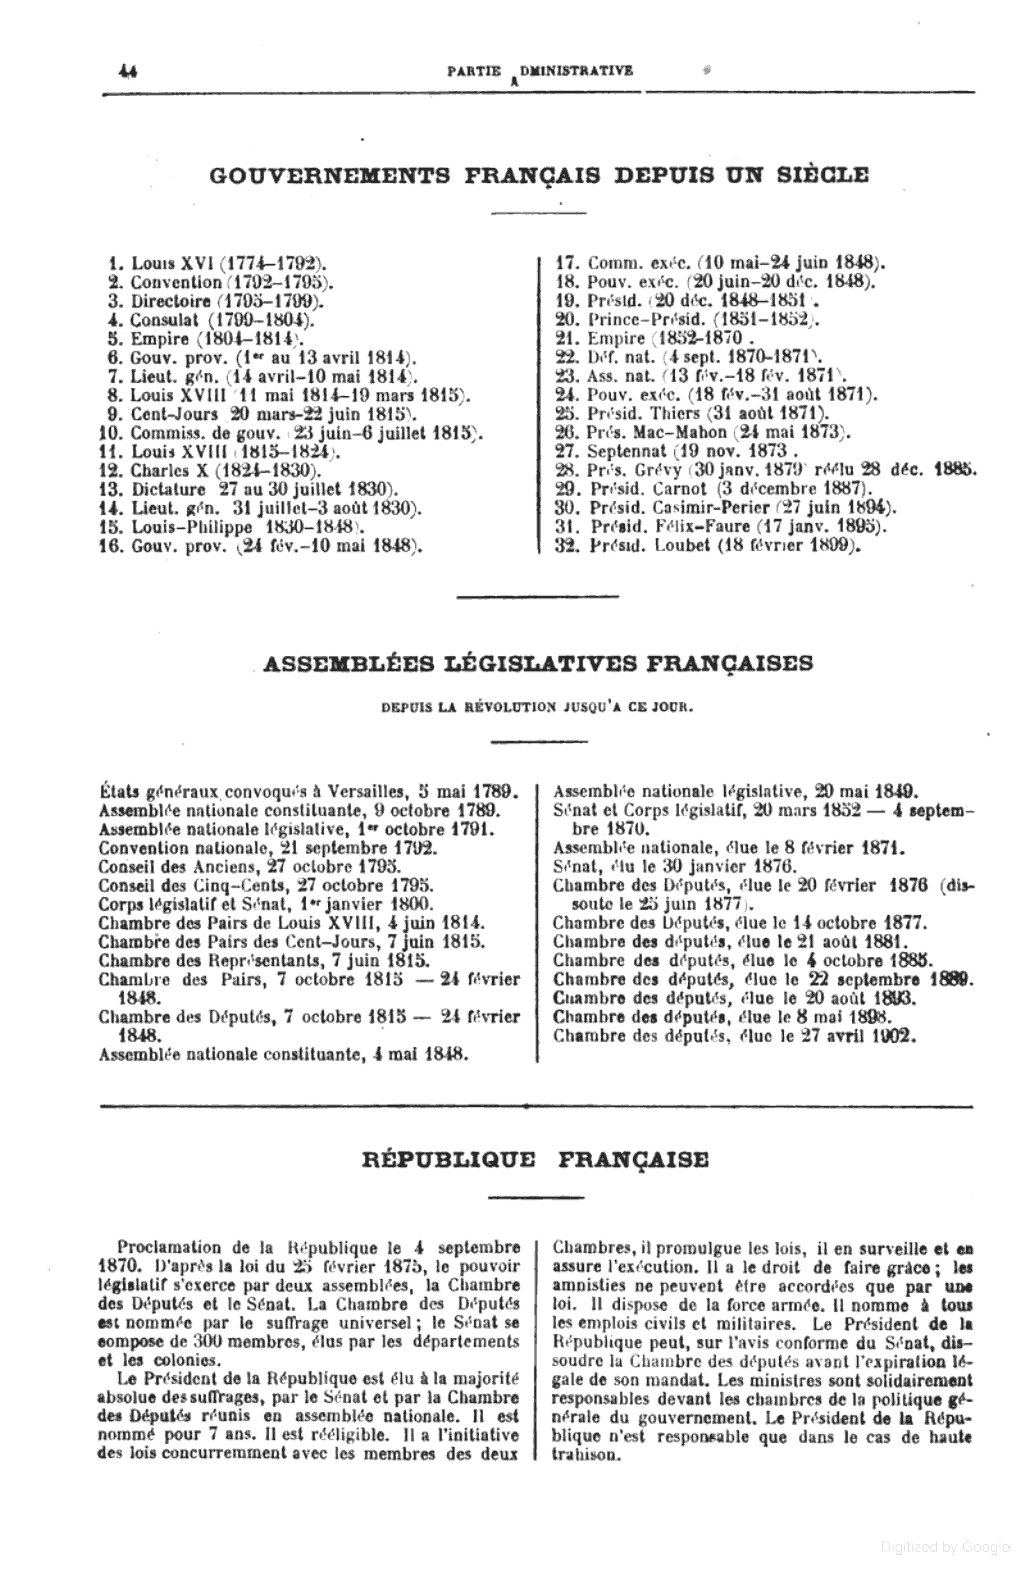 44
PARTIE ADMINISTRATIVE
GOUVERNEMENTS FRANÇAIS DEPUIS UN SIÈCLE
1. Louis XVI (1774–1792).
2. Convention (1792–1795).
3. Directoire (1795–1799).
4. Consulat (1799–1804).
5. Empire (1804–1814).
6. Gouv. prov. (1er au 13 avril 1814).
7. Lieut. gén. (14 avril–10 mai 1814).
8. Louis XVIII (11 mai 1814–19 mars 1815).
9. Cent-Jours (20 mars–22 juin 1815).
10. Commiss. de gouv. (23 juin–6 juillet 1815).
11. Louis XVIII (1815–1824).
12. Charles X (1824–1830).
13. Dictature (27 au 30 juillet 1830).
14. Lieut. gén. (31 juillet–3 août 1830).
15. Louis-Philippe (1830–1848).
16. Gouv. prov. (24 fév.–10 mai 1848).
17. Comm. exéc. (10 mai–24 juin 1848).
18. Pouv. exéc. (20 juin–20 déc. 1848).
19. Présid. (20 déc. 1848–1851).
20. Prince-Présid. (1851–1852).
21. Empire (1852-1870).
22. Déf. nat. (4 sept. 1870-1871).
23. Ass. nat. (13 fév.–18 fév. 1871).
24. Pouv. exéc. (18 fév.–31 août 1871).
25. Présid. Thiers (31 août 1871).
26. Prés. Mac-Mahon (24 mai 1873).
27. Septennat (19 nov. 1873).
28. Prés. Grévy (30 janv. 1879) réélu 28 déc. 1885.
29. Présid. Carnot (3 décembre 1887).
30. Présid. Casimir-Perier (27 juin 1894).
31. Présid. Félix-Faure (17 janv. 1895).
32. Présid. Loubet (18 février 1899).
ASSEMBLÉES LÉGISLATIVES FRANÇAISES
DEPUIS LA RÉVOLUTION JUSQU'A CE JOUR.
États généraux convoqués à Versailles, 5 mai 1789.
Assemblée nationale constituante, 9 octobre 1789.
Assemblée nationale législative, 1er octobre 1791.
Convention nationale, 21 septembre 1792.
Conseil des Anciens, 27 octobre 1795.
Conseil des Cinq-Cents, 27 octobre 1795.
Corps législatif et Sénat, 1er janvier 1800.
Chambre des Pairs de Louis XVIII, 4 juin 1814.
Chambre des Pairs des Cent-Jours, 7 juin 1815.
Chambre des Représentants, 7 juin 1815.
Chambre des Pairs, 7 octobre 1815 — 24 février
1848.
Chambre des Députés, 7 octobre 1815 — 24 février
1848.
Assemblée nationale constituante, 4 mai 1848.
Assemblée nationale législative, 20 mai 1849.
Sénat et Corps législatif, 20 mars 1852 — 4 septem-
bre 1870.
Assemblée nationale, élue le 8 février 1871.
Sénat, élu le 30 janvier 1876.
Chambre des Députés, élue le 20 février 1876 (dis-
soute le 25 juin 1877).
Chambre des Députés, élue le 14 octobre 1877.
Chambre des députés, élue le 21 août 1881.
Chambre des députés, élue le 4 octobre 1885.
Chambre des députés, élue le 22 septembre 1889.
Chambre des députés, élue le 20 août 1893.
Chambre des députés, élue le 8 mai 1898.
Chambre des députés, élue le 27 avril 1902.
RÉPUBLIQUE FRANÇAISE
Proclamation de la République le 4 septembre
1870. D'après la loi du 25 février 1875, le pouvoir
législatif s'exerce par deux assemblées, la Chambre
des Députés et le Sénat. La Chambre des Députés
est nommée par le suffrage universel ; le Sénat se
compose de 300 membres, élus par les départements
et les colonies.
Le Président de la République est élu à la majorité
absolue des suffrages, par le Sénat et par la Chambre
des Députés réunis en assemblée nationale. Il est
nommé pour 7 ans. Il est rééligible. Il a l'initiative
des lois concurremment avec les membres des deux
Chambres, il promulgue les lois, il en surveille et en
assure l'exécution. Il a le droit de faire grâce ; les
amnisties ne peuvent être accordées que par une
loi. Il dispose de la force armée. Il nomme à tous
les emplois civils et militaires. Le Président de la
République peut, sur l'avis conforme du Sénat, dis-
soudre la Chambre des députés avant l'expiration lé-
gale de son mandat. Les ministres sont solidairement
responsables devant les chambres de la politique gé-
nérale du gouvernement. Le Président de la Répu-
blique n'est responsable que dans le cas de haute
trahison.
Digitized by Google